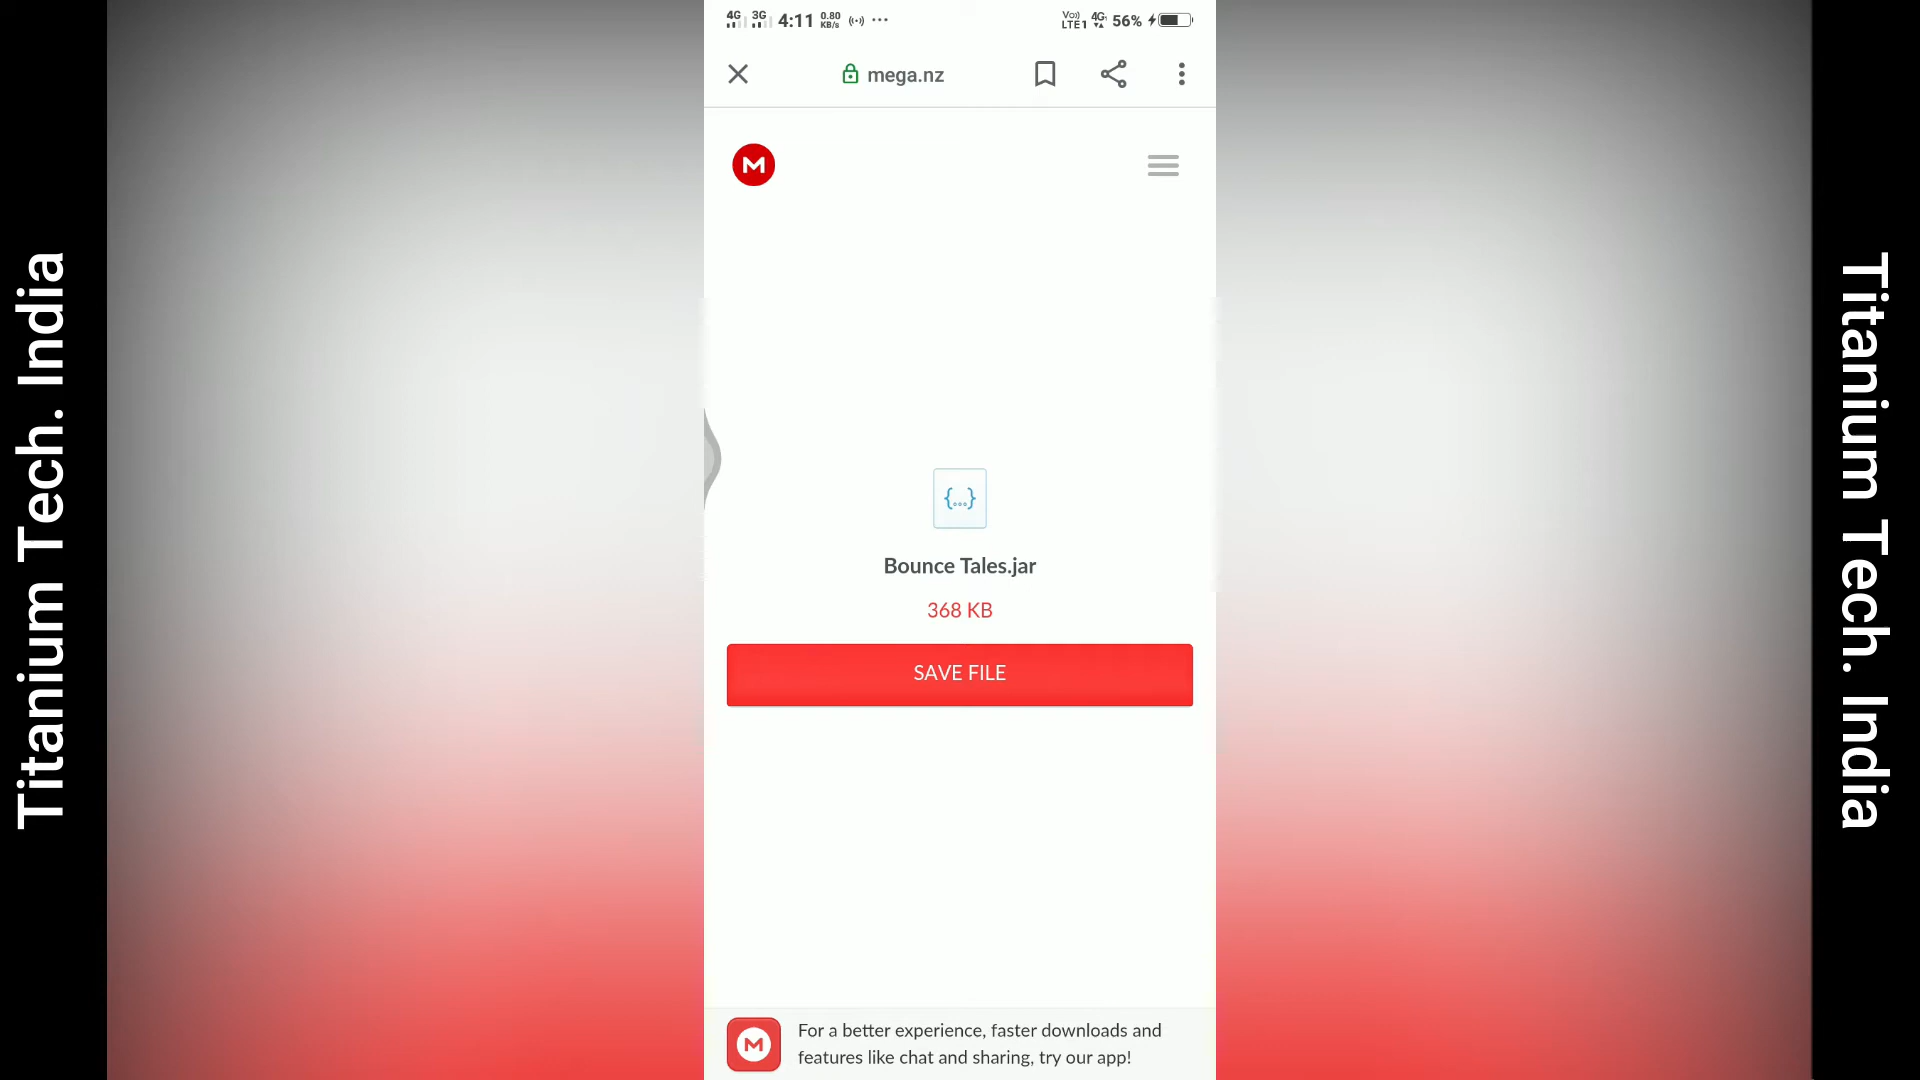 4G 3G 4:11 0.80 KB/s ... Vo)) LTE1 4G 56%
mega.nz
M
{...}
Bounce Tales.jar
368 KB
SAVE FILE
M
For a better experience, faster downloads and
features like chat and sharing, try our app!
Titanium Tech. India
Titanium Tech. India